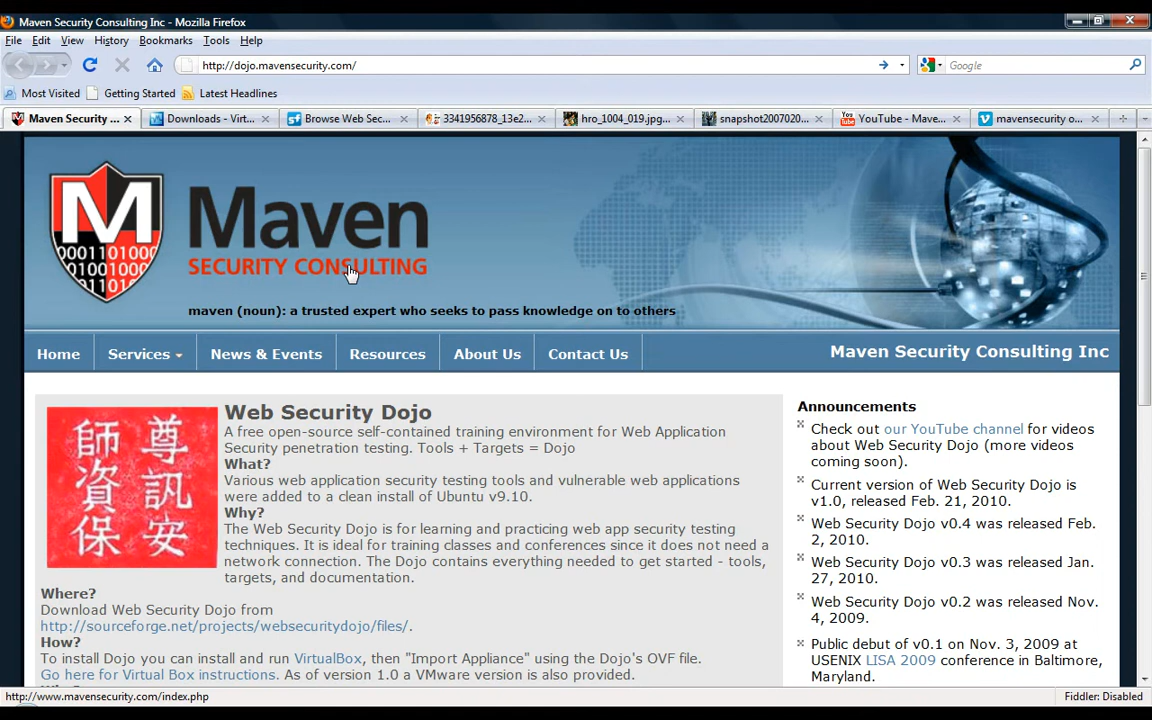 Maven Security Consulting Inc - Mozilla Firefox
File Edit View History Bookmarks Tools Help
http://dojo.mavensecurity.com/
Google
Most Visited Getting Started Latest Headlines
Maven Security ... Downloads - Virt... Browse Web Sec... 3341956878_13e2... hro_1004_019.jpg... snapshot2007020... YouTube - Mave... mavensecurity o...
M
000110100
01001001
Maven
SECURITY CONSULTING
maven (noun): a trusted expert who seeks to pass knowledge on to others
Home Services News & Events Resources About Us Contact Us
Maven Security Consulting Inc
師資保
尊訊安
Web Security Dojo
A free open-source self-contained training environment for Web Application
Security penetration testing. Tools + Targets = Dojo
What?
Various web application security testing tools and vulnerable web applications
were added to a clean install of Ubuntu v9.10.
Why?
The Web Security Dojo is for learning and practicing web app security testing
techniques. It is ideal for training classes and conferences since it does not need a
network connection. The Dojo contains everything needed to get started - tools,
targets, and documentation.
Where?
Download Web Security Dojo from
http://sourceforge.net/projects/websecuritydojo/files/.
How?
To install Dojo you can install and run VirtualBox, then "Import Appliance" using the Dojo's OVF file.
Go here for Virtual Box instructions. As of version 1.0 a VMware version is also provided.
Announcements
Check out our YouTube channel for videos
about Web Security Dojo (more videos
coming soon).
Current version of Web Security Dojo is
v1.0, released Feb. 21, 2010.
Web Security Dojo v0.4 was released Feb.
2, 2010.
Web Security Dojo v0.3 was released Jan.
27, 2010.
Web Security Dojo v0.2 was released Nov.
4, 2009.
Public debut of v0.1 on Nov. 3, 2009 at
USENIX LISA 2009 conference in Baltimore,
Maryland.
http://www.mavensecurity.com/index.php
Fiddler: Disabled